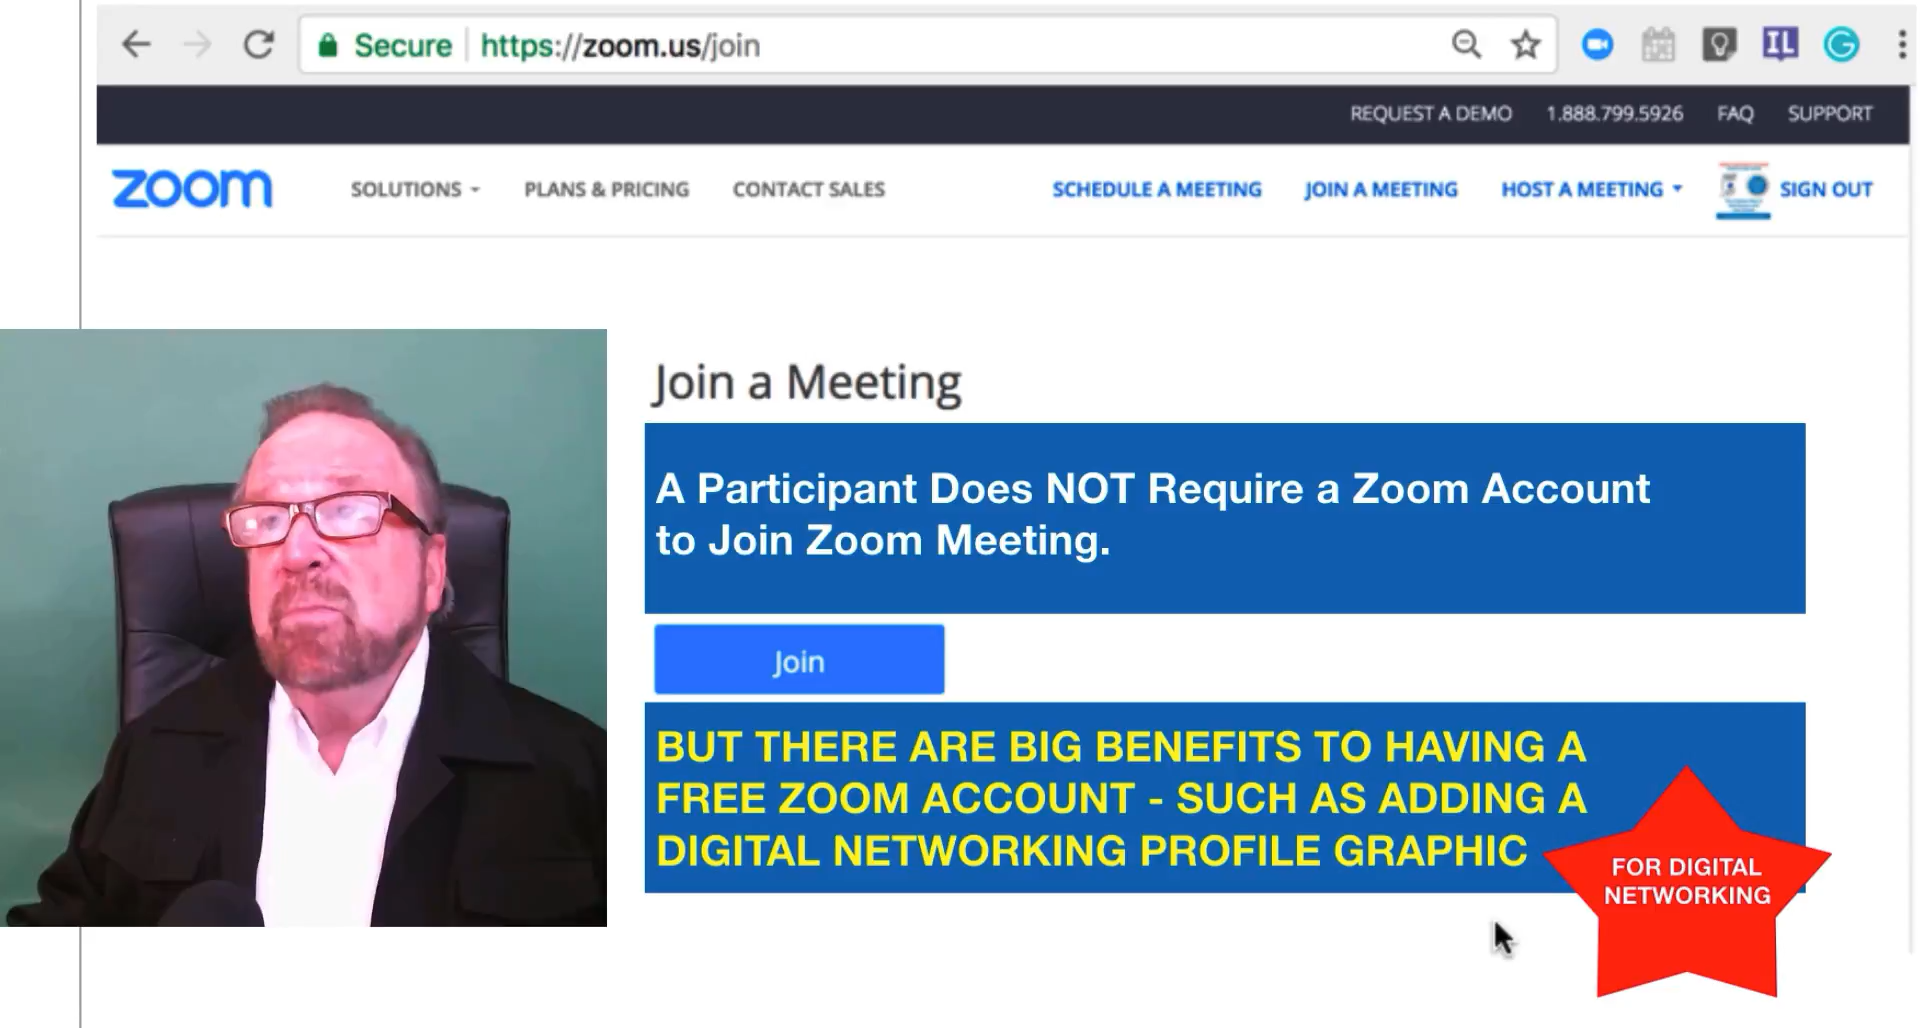 Secure https://zoom.us/join
IL
REQUEST A DEMO 1.888.799.5926 FAQ SUPPORT
zoom SOLUTIONS PLANS & PRICING CONTACT SALES SCHEDULE A MEETING JOIN A MEETING HOST A MEETING SIGN OUT
Join a Meeting
A Participant Does NOT Require a Zoom Account
to Join Zoom Meeting.
Join
BUT THERE ARE BIG BENEFITS TO HAVING A
FREE ZOOM ACCOUNT - SUCH AS ADDING A
DIGITAL NETWORKING PROFILE GRAPHIC
FOR DIGITAL
NETWORKING